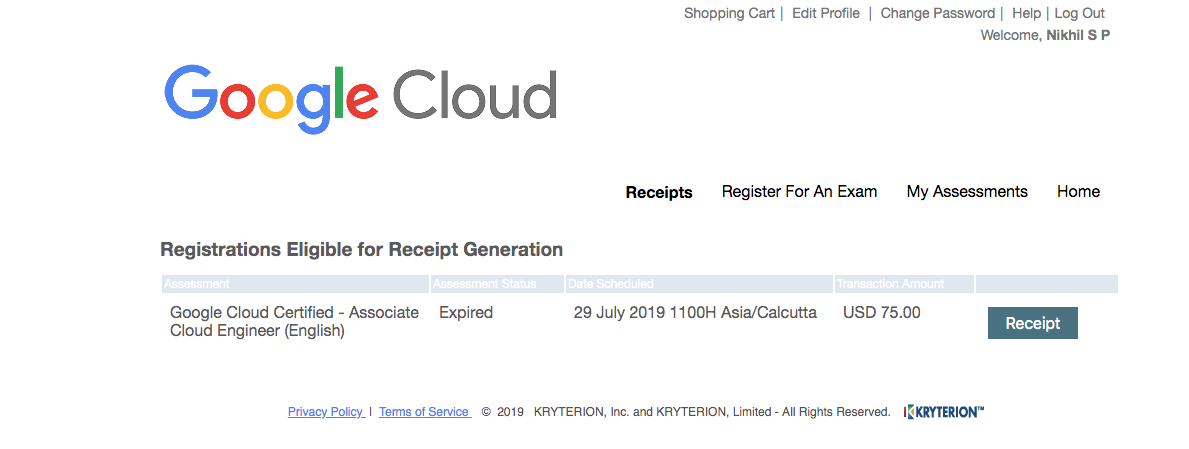 Shopping Cart | Edit Profile | Change Password | Help | Log Out
Welcome, Nikhil S P
Google Cloud
Receipts Register For An Exam My Assessments Home
Registrations Eligible for Receipt Generation
Assessment Assessment Status Date Scheduled Transaction Amount
Google Cloud Certified - Associate Expired 29 July 2019 1100H Asia/Calcutta USD 75.00
Cloud Engineer (English)
Receipt
Privacy Policy | Terms of Service © 2019 KRYTERION, Inc. and KRYTERION, Limited - All Rights Reserved. KRYTERION™